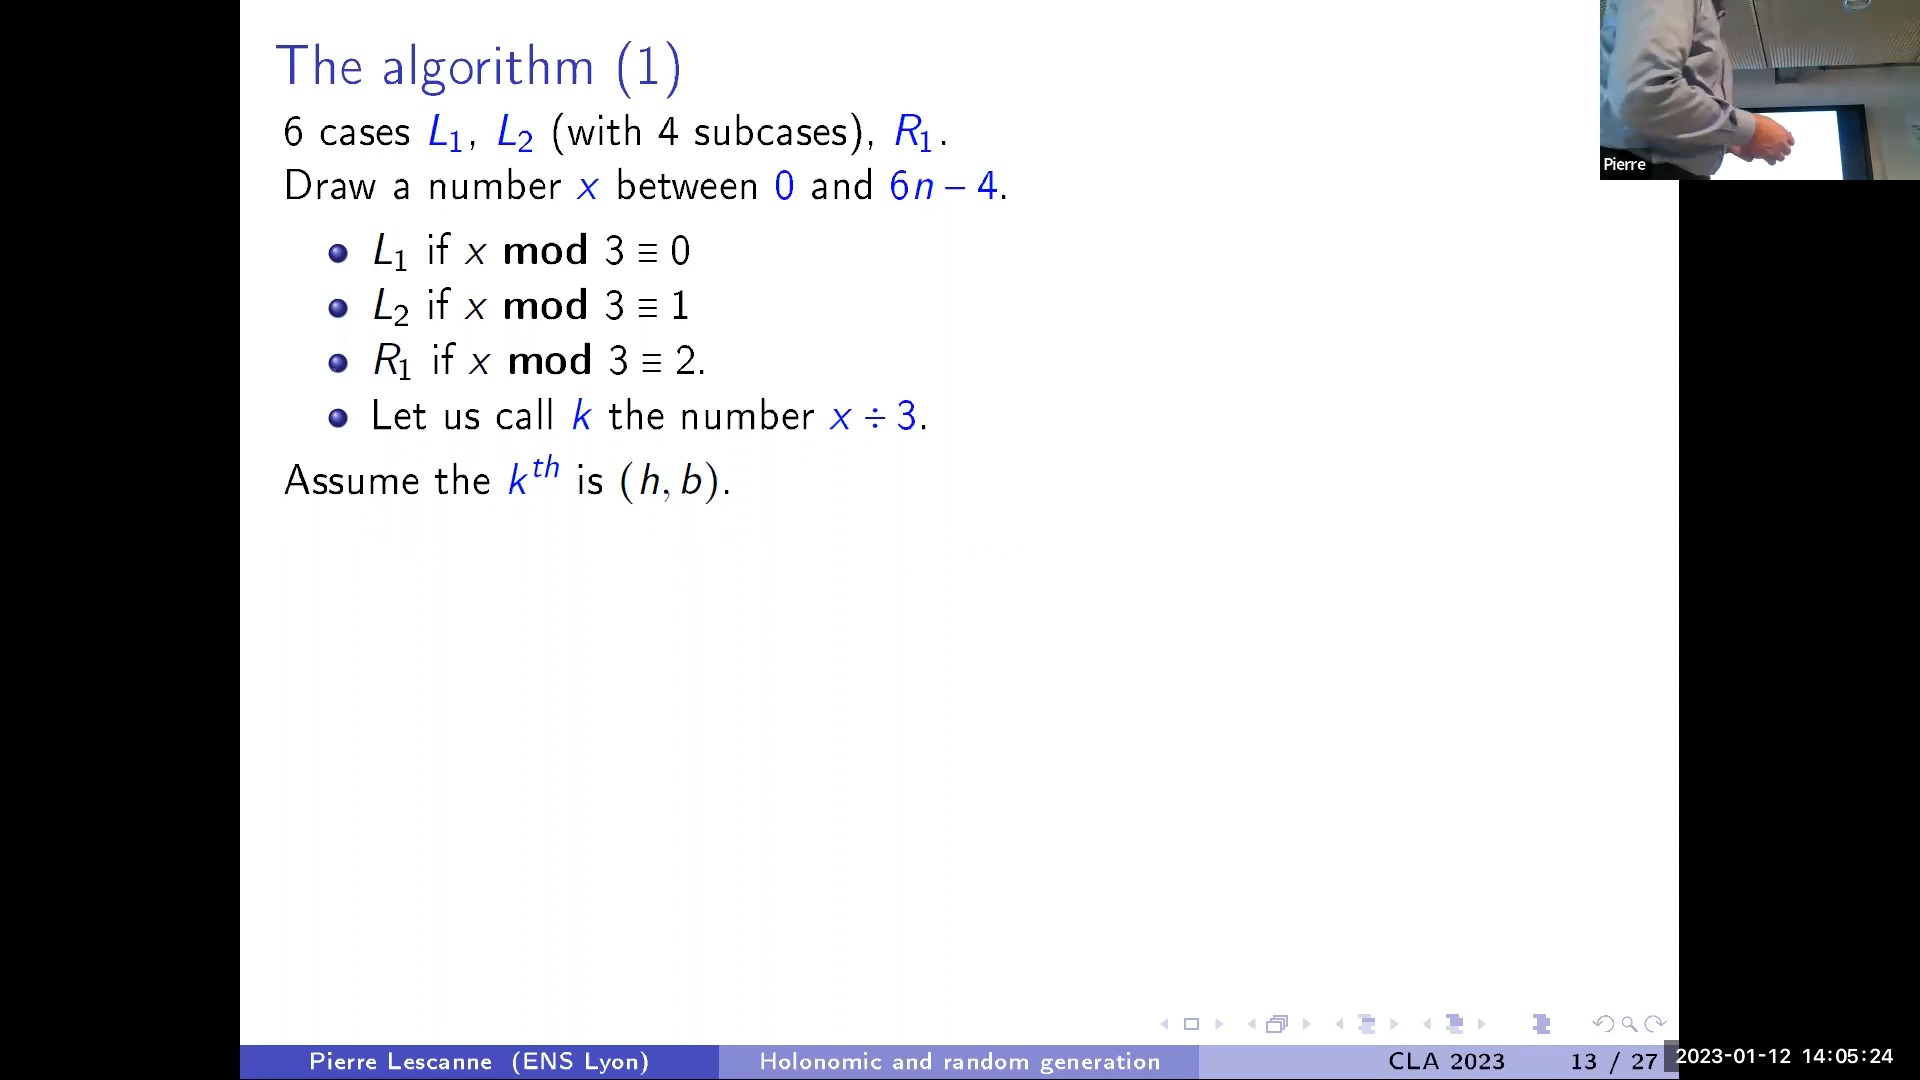 The algorithm (1)
6 cases L₁, L₂ (with 4 subcases), R₁.
Draw a number x between 0 and 6n – 4.
L₁ if x mod 3 ≡ 0
L₂ if x mod 3 ≡ 1
R₁ if x mod 3 ≡ 2.
Let us call k the number x ÷ 3.
Assume the kᵗʰ is (h, b).
Pierre
Pierre Lescanne (ENS Lyon) Holonomic and random generation CLA 2023 13 / 27
2023-01-12 14:05:24